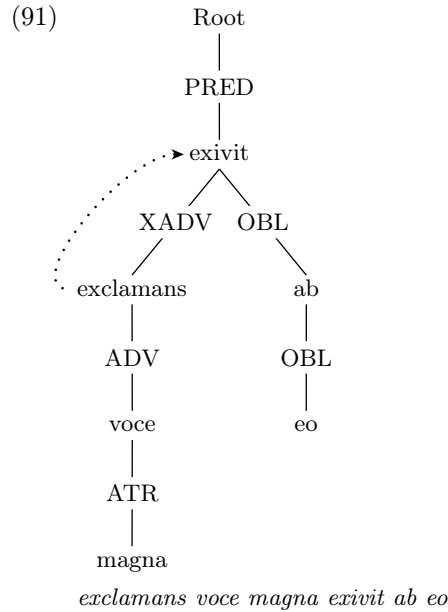 (91)
Root
PRED
exivit
XADV OBL
exclamans ab
ADV OBL
voce eo
ATR
magna
exclamans voce magna exivit ab eo